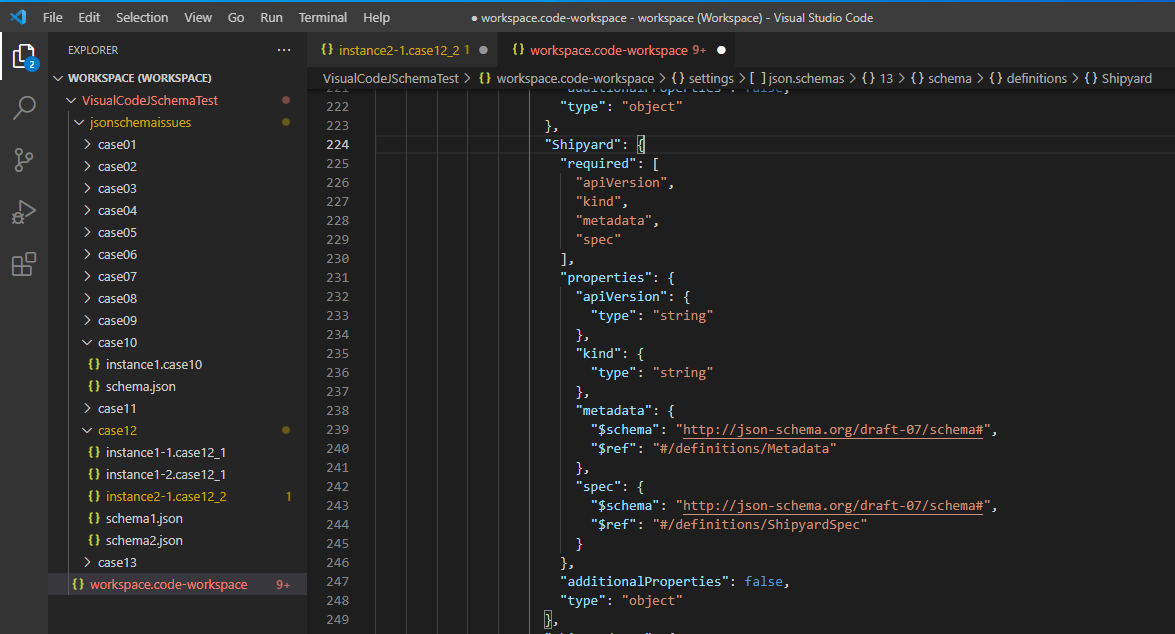 File Edit Selection View Go Run Terminal Help ● workspace.code-workspace - workspace (Workspace) - Visual Studio Code
2
EXPLORER ...
WORKSPACE (WORKSPACE)
VisualCodeJSchemaTest
jsonschemaissues
case01
case02
case03
case04
case05
case06
case07
case08
case09
case10
{} instance1.case10
{} schema.json
case11
case12
{} instance1-1.case12_1
{} instance1-2.case12_1
{} instance2-1.case12_2 1
{} schema1.json
{} schema2.json
case13
{} workspace.code-workspace 9+
{} instance2-1.case12_2 1 ● {} workspace.code-workspace 9+ ●
VisualCodeJSchemaTest > {} workspace.code-workspace > {} settings > [ ] json.schemas > {} 13 > {} schema > {} definitions > {} Shipyard
221 "additionalProperties": false,
222 "type": "object"
223 },
224 "Shipyard": {
225 "required": [
226 "apiVersion",
227 "kind",
228 "metadata",
229 "spec"
230 ],
231 "properties": {
232 "apiVersion": {
233 "type": "string"
234 },
235 "kind": {
236 "type": "string"
237 },
238 "metadata": {
239 "$schema": "http://json-schema.org/draft-07/schema#",
240 "$ref": "#/definitions/Metadata"
241 },
242 "spec": {
243 "$schema": "http://json-schema.org/draft-07/schema#",
244 "$ref": "#/definitions/ShipyardSpec"
245 }
246 },
247 "additionalProperties": false,
248 "type": "object"
249 },